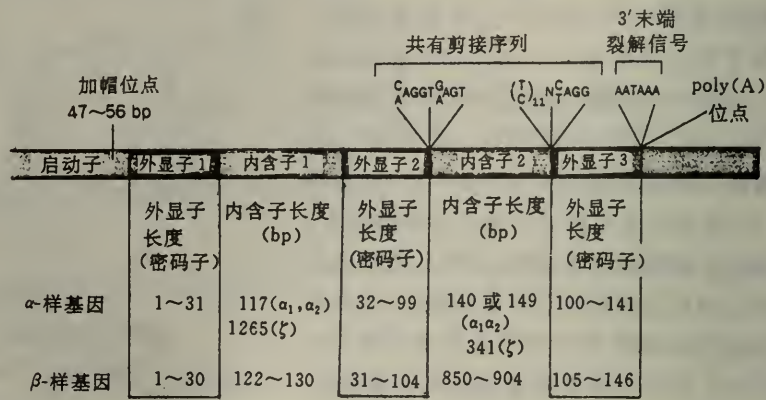 共有剪接序列
3′末端
裂解信号
加帽位点
47~56 bp
C/A AGGT G/A AGT
(T/C)11 N C/T AGG
AATAAA
poly(A)
位点
启动子 外显子1 内含子1 外显子2 内含子2 外显子3
外显子 内含子长度 外显子 内含子长度 外显子
长度 (bp) 长度 (bp) 长度
(密码子) (密码子) (密码子)
α-样基因 1~31 117(α₁,α₂) 32~99 140 或 149 100~141
1265(ζ) (α₁α₂)
341(ζ)
β-样基因 1~30 122~130 31~104 850~904 105~146